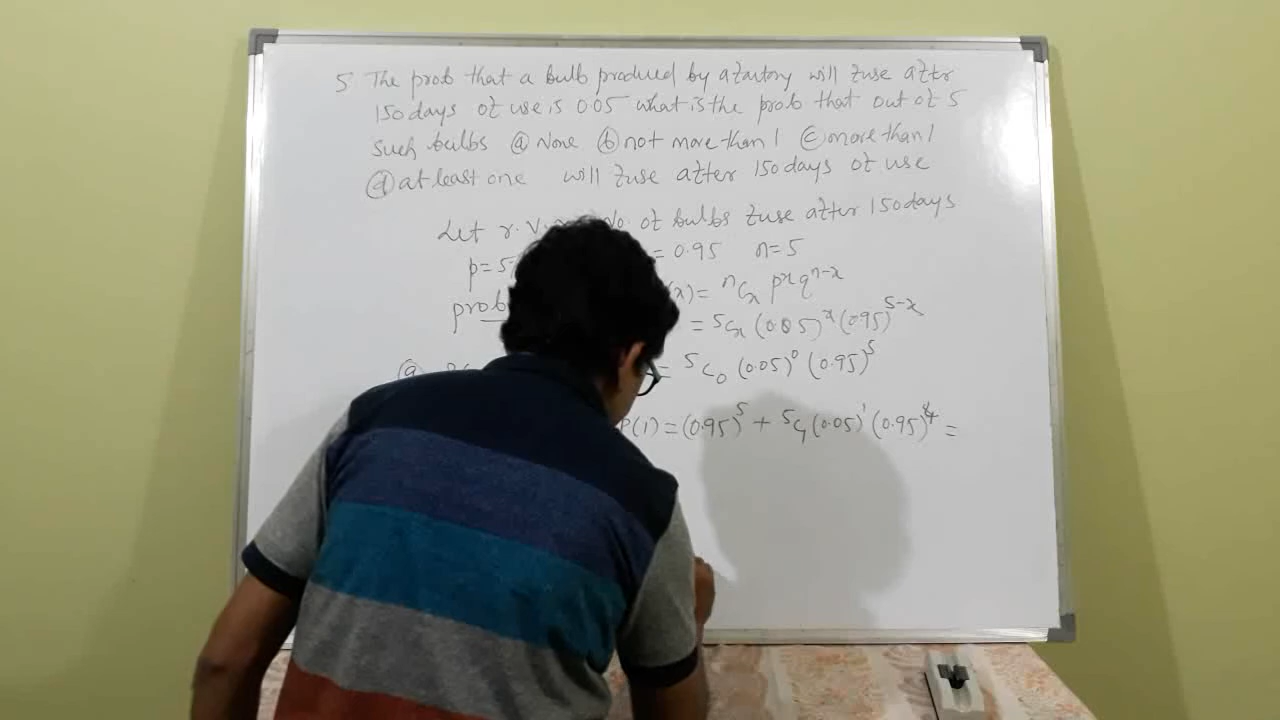 5 The prob that a bulb produced by a factory will fuse after
150 days of use is 0.05 what is the prob that out of 5
such bulbs ⓐ None ⓑ not more than 1 ⓒ more than 1
ⓓ at least one will fuse after 150 days of use
Let r.v. No. of bulbs fuse after 150 days
p = 5 = 0.95 n = 5
prob (x) = ⁿCₓ pˣqⁿ⁻ˣ
= ⁵Cₓ (0.05)ˣ (0.95)⁵⁻ˣ
ⓐ = ⁵C₀ (0.05)⁰ (0.95)⁵
P(1) = (0.95)⁵ + ⁵C₁ (0.05)¹ (0.95)⁴ =